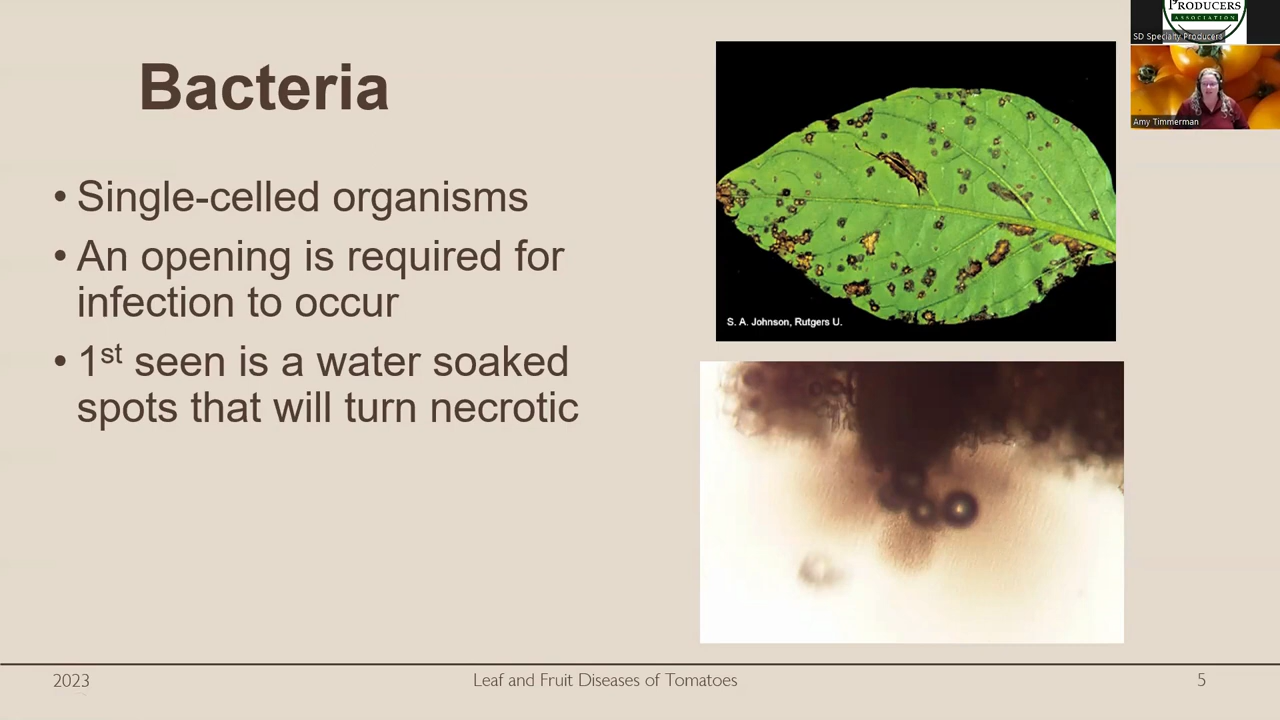 Bacteria
• Single-celled organisms
• An opening is required for
infection to occur
• 1st seen is a water soaked
spots that will turn necrotic
S. A. Johnson, Rutgers U.
PRODUCERS
ASSOCIATION
SD Specialty Producers
Amy Timmerman
2023
Leaf and Fruit Diseases of Tomatoes
5